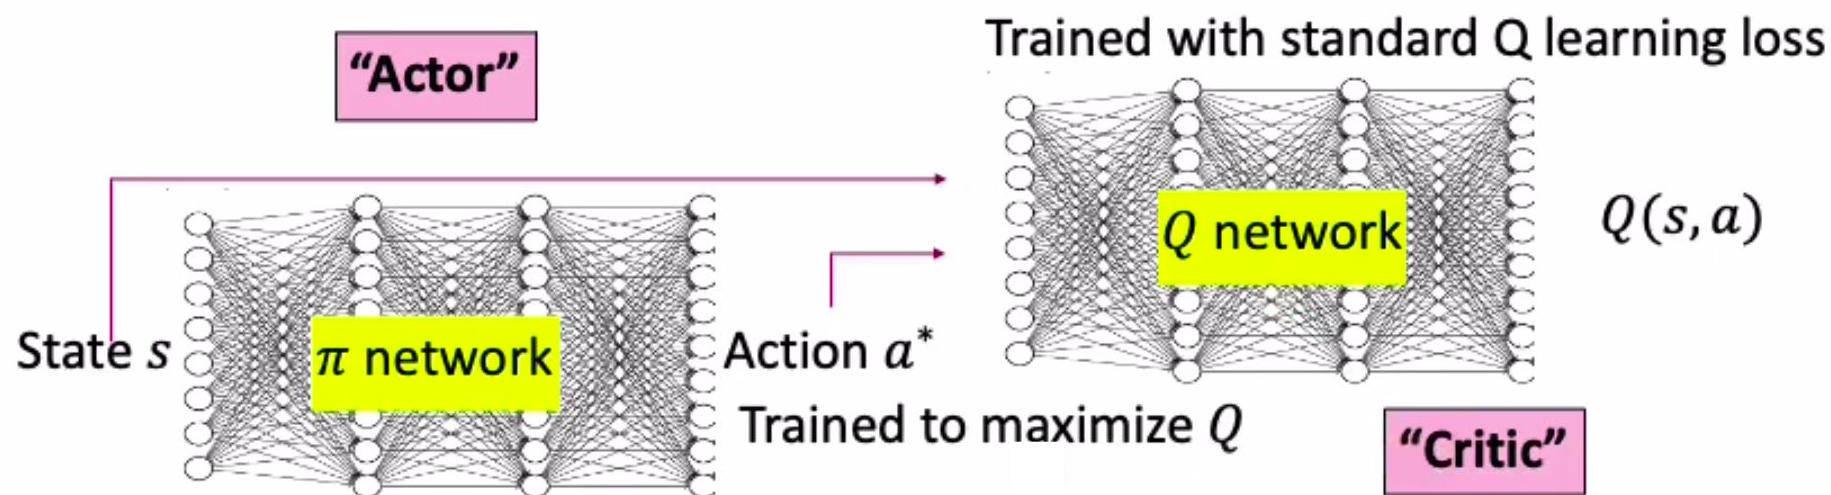 “Actor”
Trained with standard Q learning loss
Q network
Q(s, a)
State s
π network
Action a*
Trained to maximize Q
“Critic”